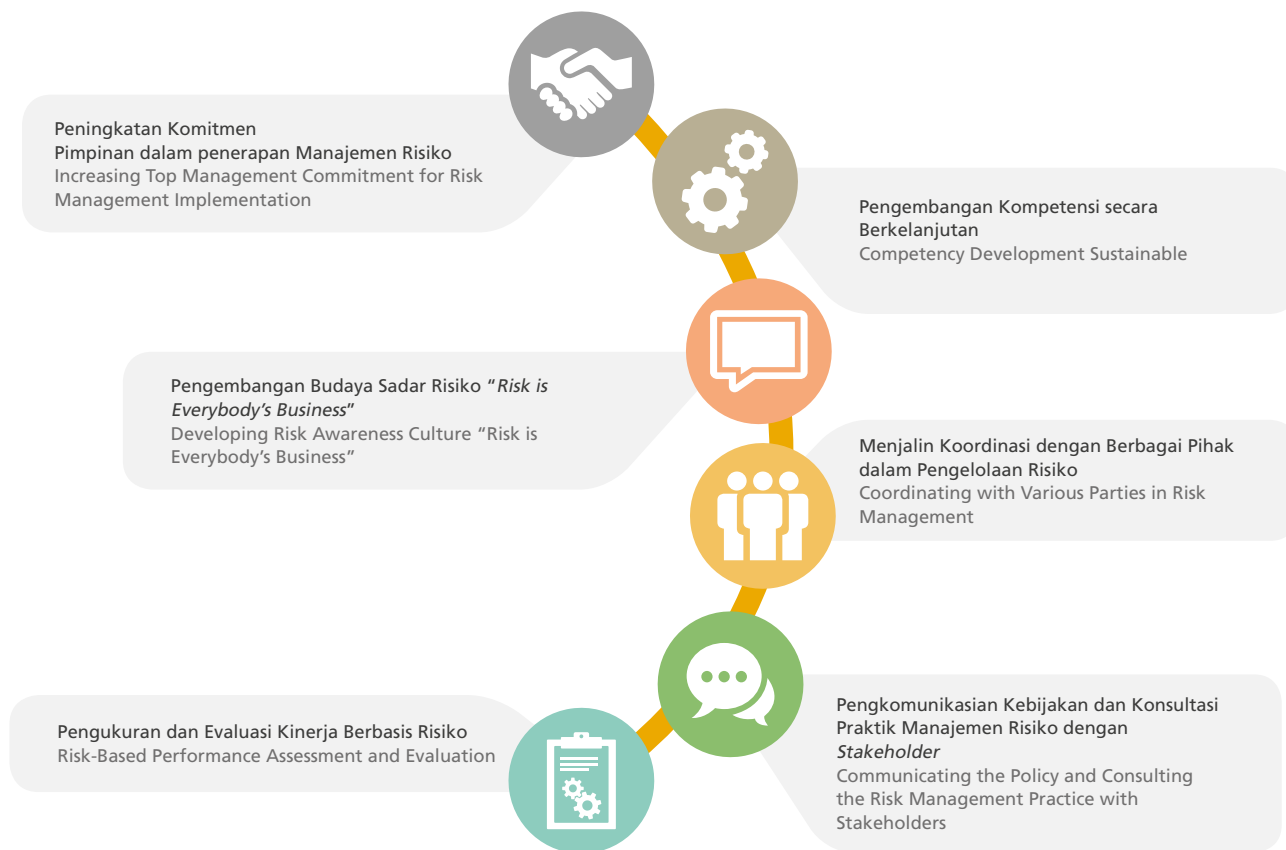 Peningkatan Komitmen
Pimpinan dalam penerapan Manajemen Risiko
Increasing Top Management Commitment for Risk
Management Implementation
Pengembangan Kompetensi secara
Berkelanjutan
Competency Development Sustainable
Pengembangan Budaya Sadar Risiko “Risk is
Everybody’s Business”
Developing Risk Awareness Culture “Risk is
Everybody’s Business”
Menjalin Koordinasi dengan Berbagai Pihak
dalam Pengelolaan Risiko
Coordinating with Various Parties in Risk
Management
Pengkomunikasian Kebijakan dan Konsultasi
Praktik Manajemen Risiko dengan
Stakeholder
Communicating the Policy and Consulting
the Risk Management Practice with
Stakeholders
Pengukuran dan Evaluasi Kinerja Berbasis Risiko
Risk-Based Performance Assessment and Evaluation